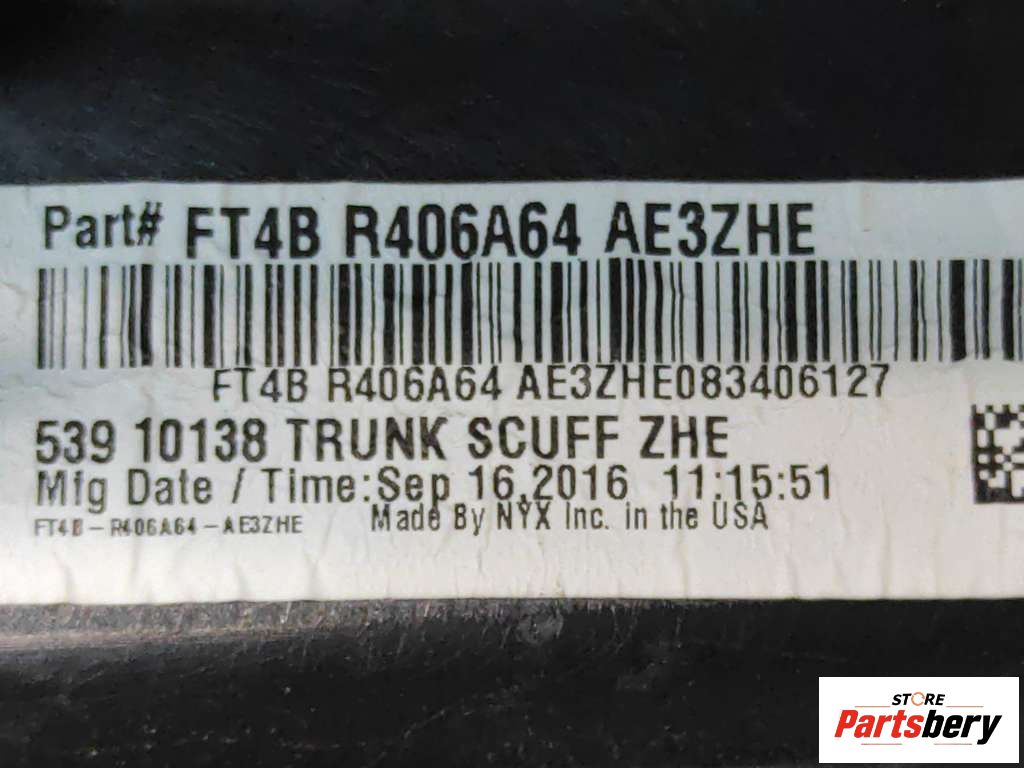 Part# FT4B R406A64 AE3ZHE
FT4B R406A64 AE3ZHE083406127
539 10138 TRUNK SCUFF ZHE
Mfg Date / Time:Sep 16,2016 11:15:51
FT4B-R406A64-AE3ZHE Made By NYX Inc. in the USA
STORE
Partsbery